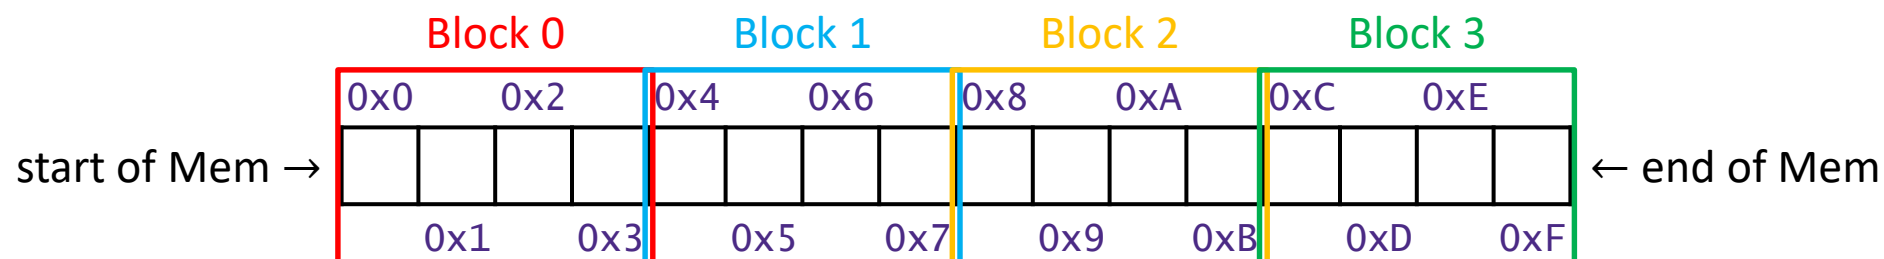 Block 0 Block 1 Block 2 Block 3
0x0 0x2 0x4 0x6 0x8 0xA 0xC 0xE
start of Mem → ← end of Mem
0x1 0x3 0x5 0x7 0x9 0xB 0xD 0xF